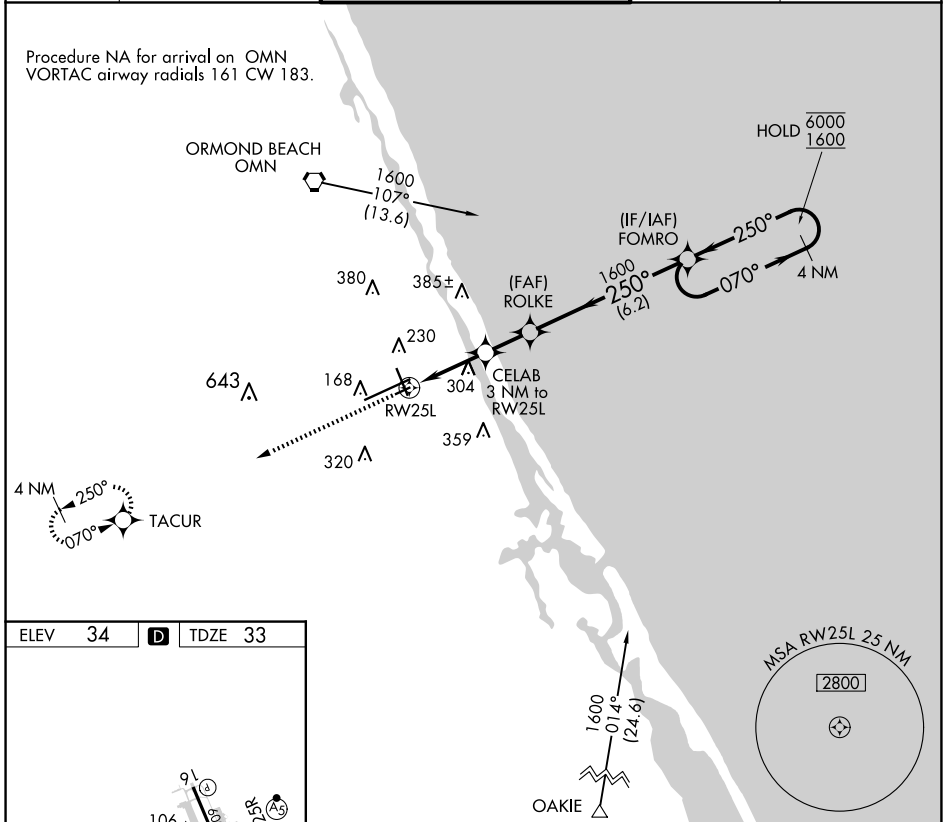 Procedure NA for arrival on OMN
VORTAC airway radials 161 CW 183.
HOLD 6000
1600
ORMOND BEACH
OMN
1600
107°
(13.6)
(IF/IAF)
FOMRO
250°
070°
4 NM
1600
250°
(6.2)
(FAF)
ROLKE
380
385±
230
643
168
304
CELAB
3 NM to
RW25L
RW25L
359
320
4 NM
250°
070°
TACUR
ELEV 34 D TDZE 33
MSA RW25L 25 NM
2800
1600
014°
(24.6)
OAKIE
16
P
25R
A5
106